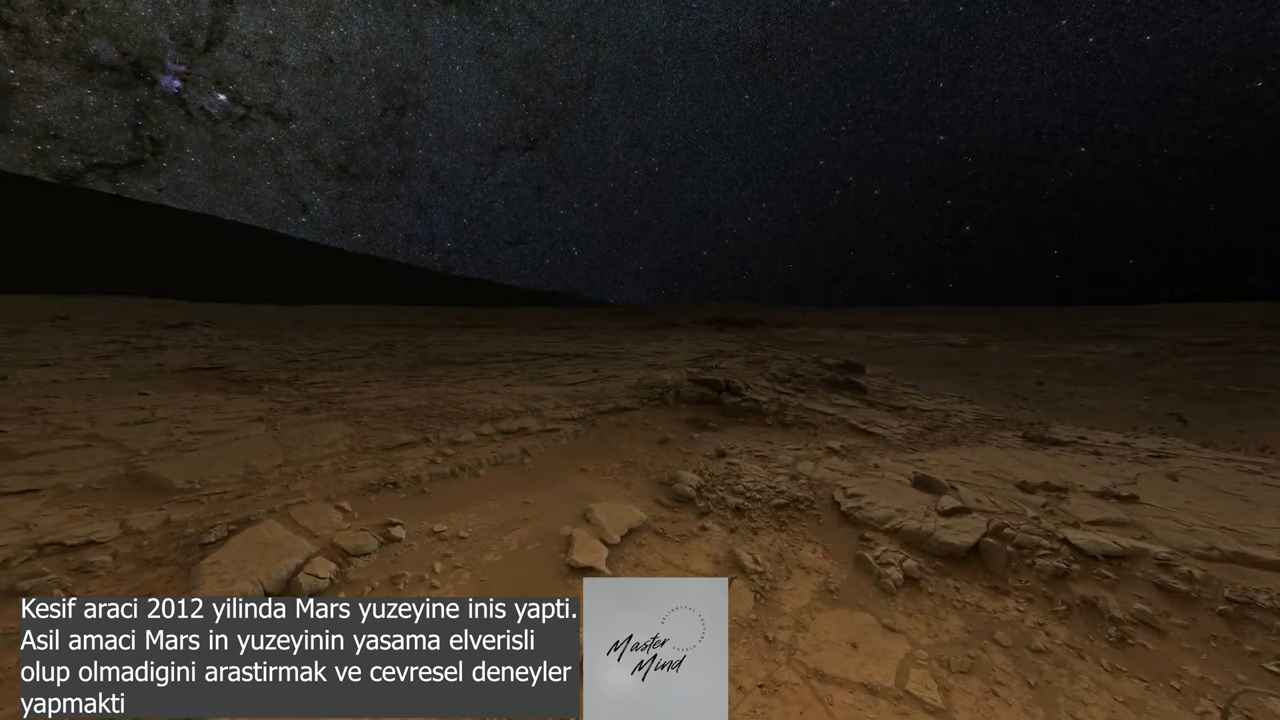 Kesif araci 2012 yilinda Mars yuzeyine inis yapti.
Asil amaci Mars in yuzeyinin yasama elverisli
olup olmadigini arastirmak ve cevresel deneyler
yapmakti
Master
Mind